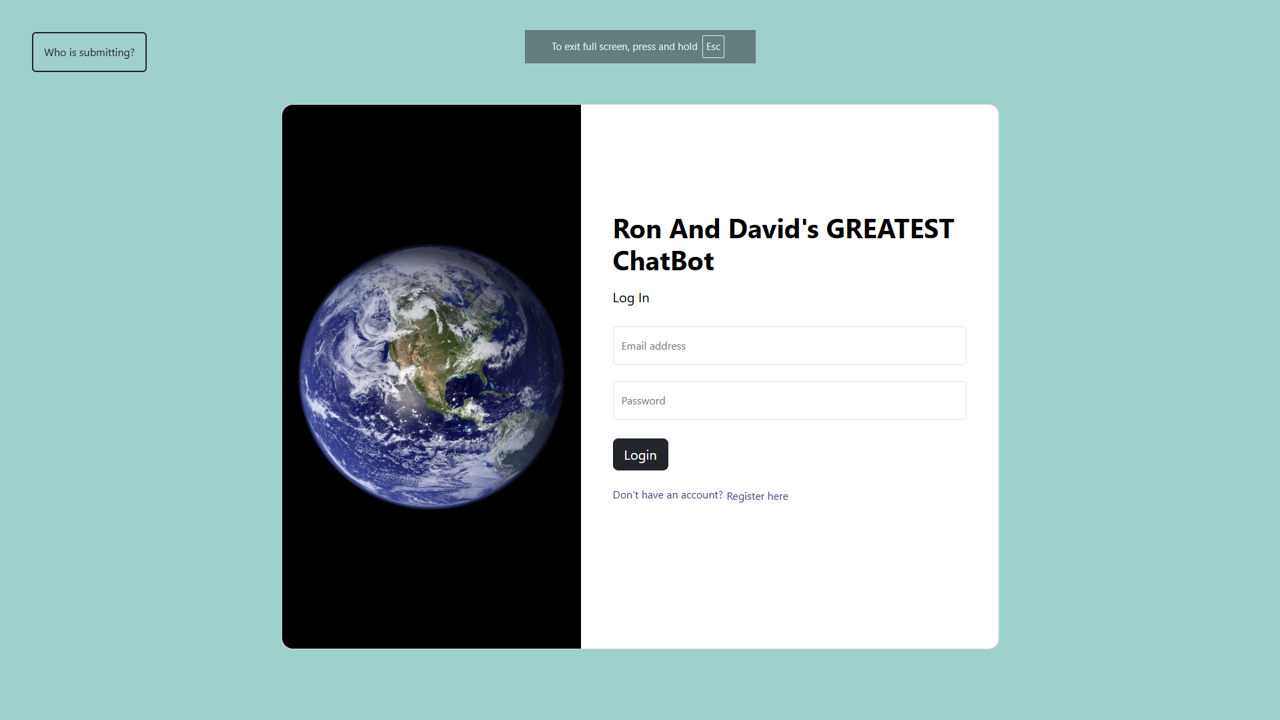 Who is submitting?
To exit full screen, press and hold Esc
Ron And David's GREATEST
ChatBot
Log In
Email address
Password
Login
Don't have an account? Register here